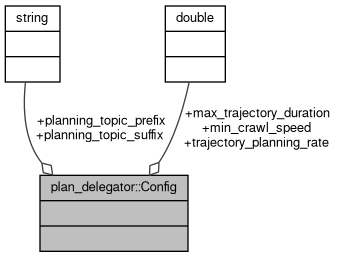 string
double
+planning_topic_prefix
+planning_topic_suffix
+max_trajectory_duration
+min_crawl_speed
+trajectory_planning_rate
plan_delegator::Config